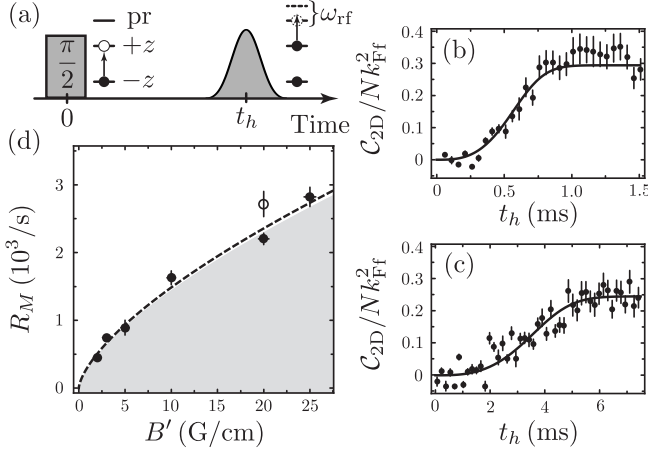 (a)
π/2
pr
+z
−z
} ω_rf
0
t_h
Time
(b)
C_2D/Nk²_Ff
0.4
0.3
0.2
0.1
0
0 0.5 1.0 1.5
t_h (ms)
(c)
C_2D/Nk²_Ff
0.4
0.3
0.2
0.1
0
0 2 4 6
t_h (ms)
(d)
R_M (10³/s)
3
2
1
0
0 5 10 15 20 25
B′ (G/cm)